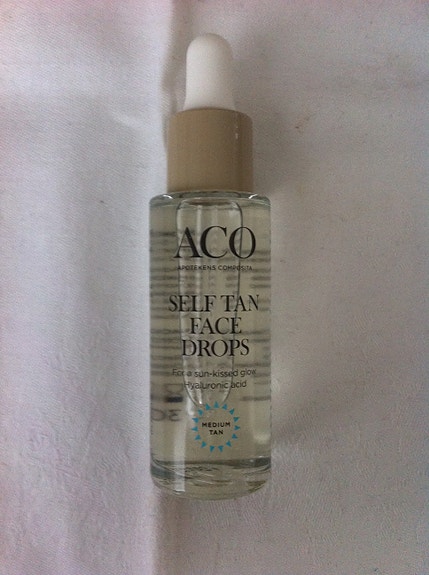 ACO
APOTEKENS COMPOSITA
SELF TAN
FACE
DROPS
For a sun-kissed glow
Hyaluronic acid
MEDIUM
TAN